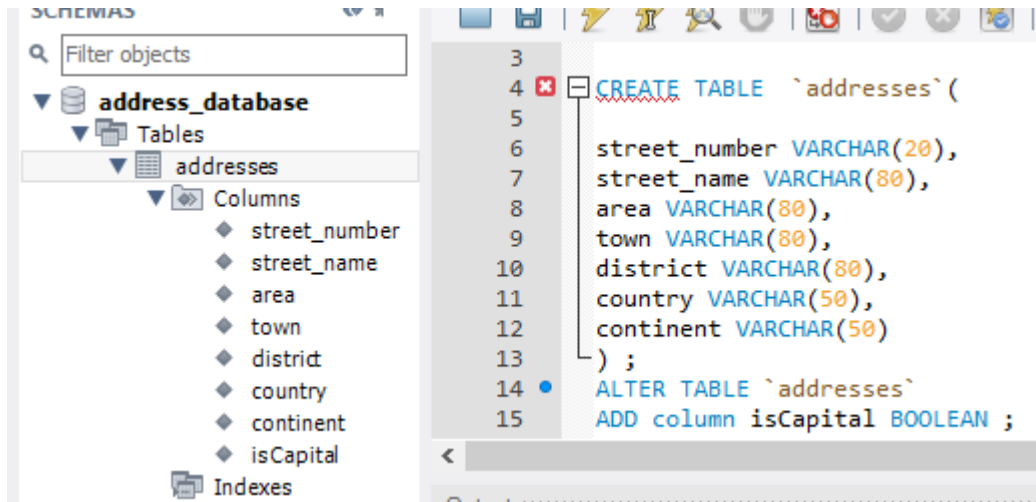 SCHEMAS
Filter objects
address_database
Tables
addresses
Columns
street_number
street_name
area
town
district
country
continent
isCapital
Indexes
3
4 CREATE TABLE `addresses`(
5
6 street_number VARCHAR(20),
7 street_name VARCHAR(80),
8 area VARCHAR(80),
9 town VARCHAR(80),
10 district VARCHAR(80),
11 country VARCHAR(50),
12 continent VARCHAR(50)
13 ) ;
14 ALTER TABLE `addresses`
15 ADD column isCapital BOOLEAN ;